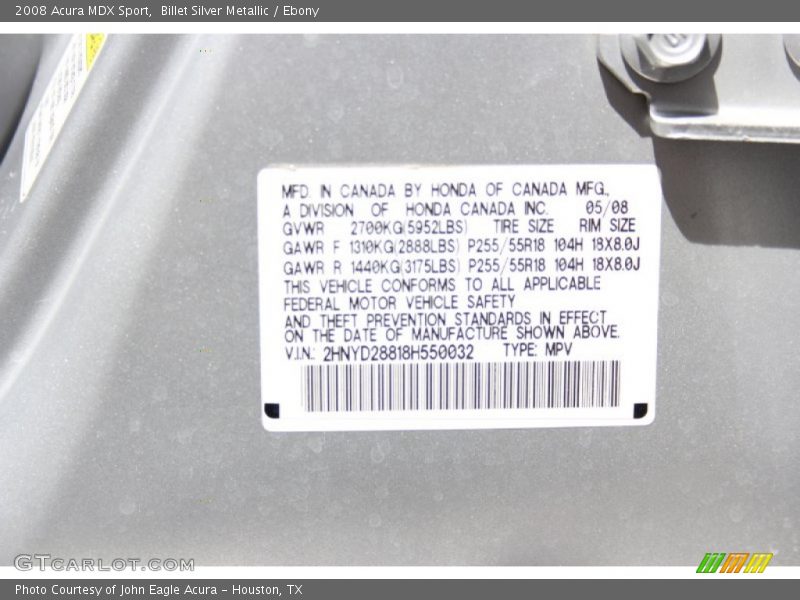 2008 Acura MDX Sport,  Billet Silver Metallic / Ebony
MFD. IN CANADA BY HONDA OF CANADA MFG.,
A DIVISION OF HONDA CANADA INC. 05/08
GVWR 2700KG(5952LBS) TIRE SIZE RIM SIZE
GAWR F 1310KG(2888LBS) P255/55R18 104H 18X8.0J
GAWR R 1440KG(3175LBS) P255/55R18 104H 18X8.0J
THIS VEHICLE CONFORMS TO ALL APPLICABLE
FEDERAL MOTOR VEHICLE SAFETY
AND THEFT PREVENTION STANDARDS IN EFFECT
ON THE DATE OF MANUFACTURE SHOWN ABOVE.
V.I.N.: 2HNYD28818H550032 TYPE: MPV
GTCARLOT.COM
Photo Courtesy of John Eagle Acura - Houston, TX